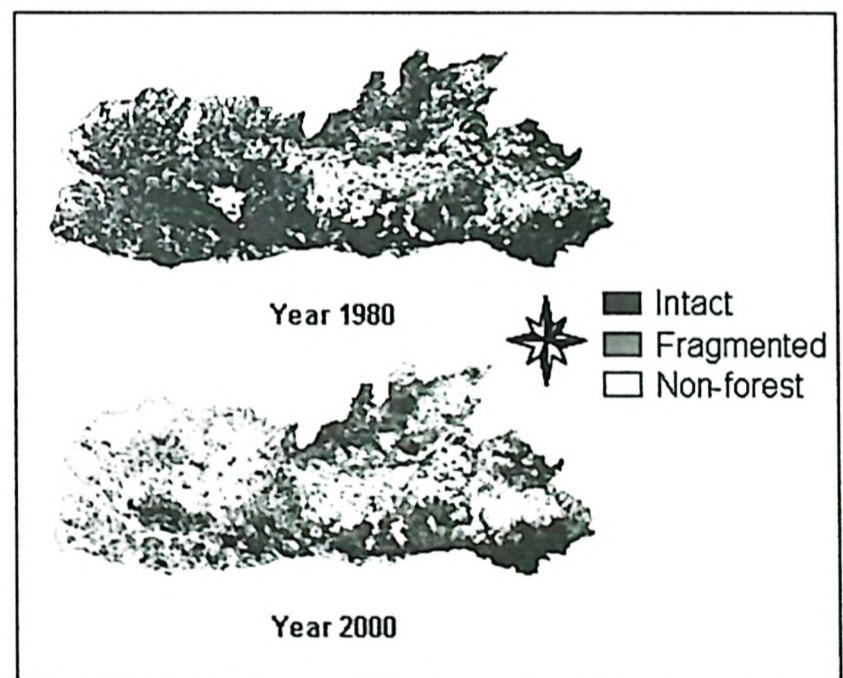 Year 1980
Intact
Fragmented
Non-forest
Year 2000